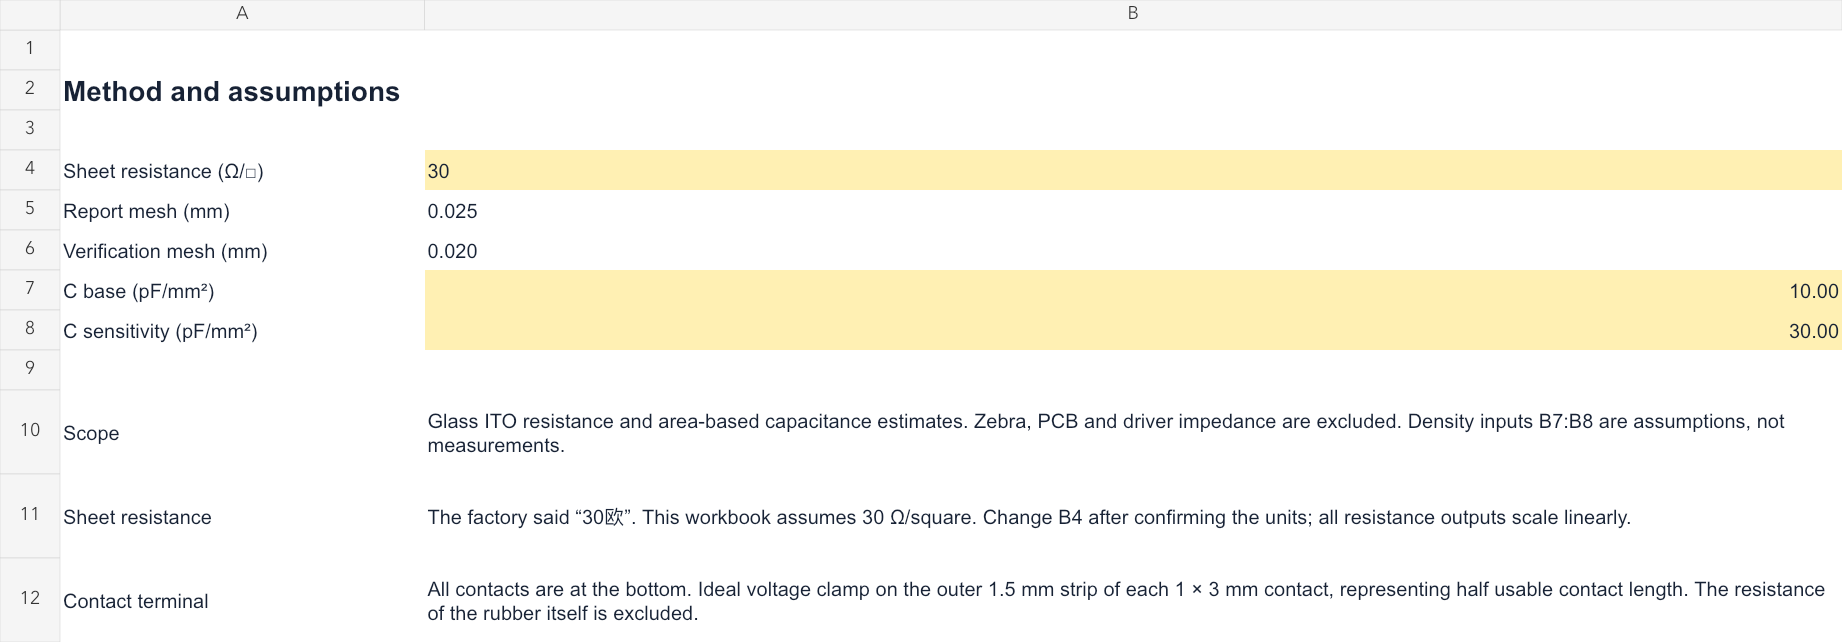 A B
1
2 Method and assumptions
3
4 Sheet resistance (Ω/□) 30
5 Report mesh (mm) 0.025
6 Verification mesh (mm) 0.020
7 C base (pF/mm²) 10.00
8 C sensitivity (pF/mm²) 30.00
9
10 Scope Glass ITO resistance and area-based capacitance estimates. Zebra, PCB and driver impedance are excluded. Density inputs B7:B8 are assumptions, not
measurements.
11 Sheet resistance The factory said “30欧”. This workbook assumes 30 Ω/square. Change B4 after confirming the units; all resistance outputs scale linearly.
12 Contact terminal All contacts are at the bottom. Ideal voltage clamp on the outer 1.5 mm strip of each 1 × 3 mm contact, representing half usable contact length. The resistance
of the rubber itself is excluded.